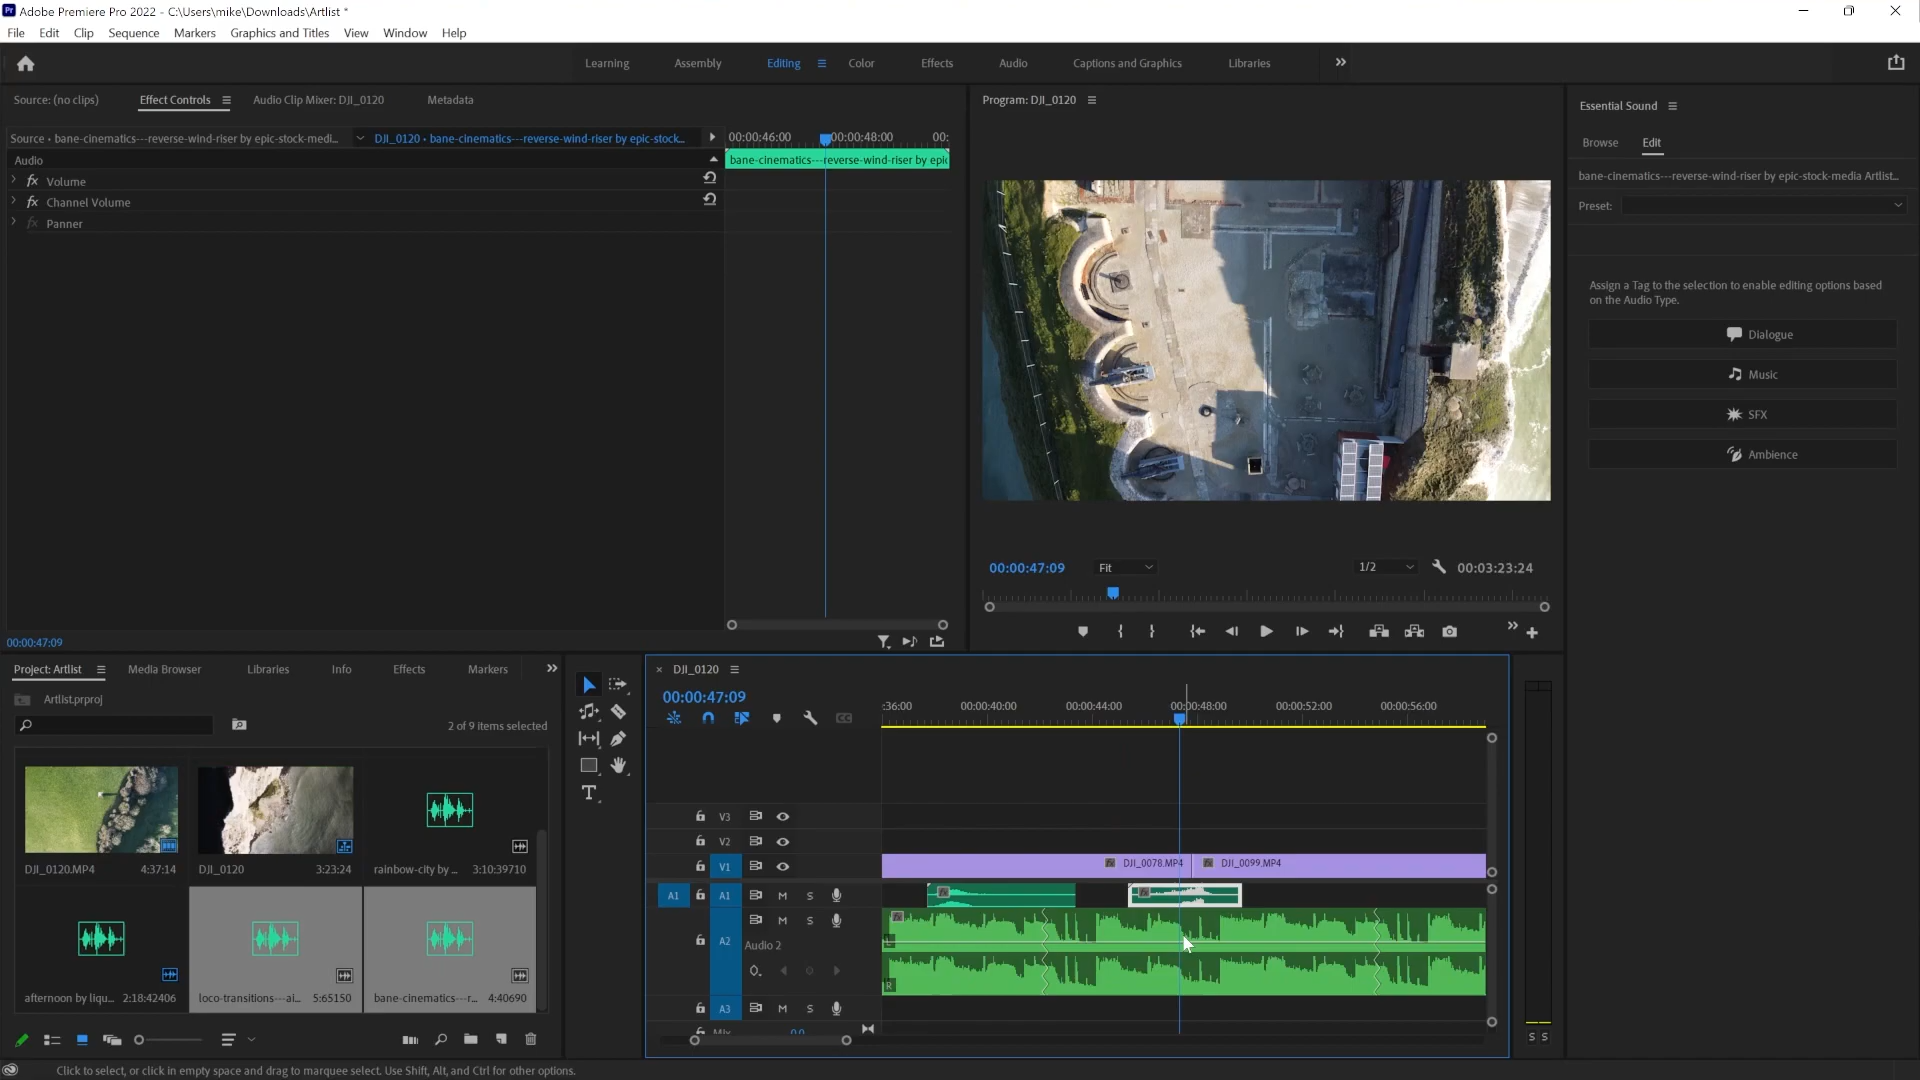 Pr Adobe Premiere Pro 2022 - C:\Users\mike\Downloads\Artlist *
File Edit Clip Sequence Markers Graphics and Titles View Window Help
Learning Assembly Editing Color Effects Audio Captions and Graphics Libraries
Source: (no clips) Effect Controls Audio Clip Mixer: DJI_0120 Metadata
Source • bane-cinematics---reverse-wind-riser by epic-stock-medi... DJI_0120 • bane-cinematics---reverse-wind-riser by epic-stock...
00:00:46:00 00:00:48:00 00:
Audio
bane-cinematics---reverse-wind-riser by epic
fx Volume
fx Channel Volume
fx Panner
00:00:47:09
Program: DJI_0120
00:00:47:09 Fit 1/2 00:03:23:24
Essential Sound
Browse Edit
bane-cinematics---reverse-wind-riser by epic-stock-media Artlist...
Preset:
Assign a Tag to the selection to enable editing options based
on the Audio Type.
Dialogue
Music
SFX
Ambience
Project: Artlist Media Browser Libraries Info Effects Markers
Artlist.prproj
2 of 9 items selected
DJI_0120.MP4 4:37:14
DJI_0120 3:23:24
rainbow-city by ... 3:10:39710
afternoon by liqu... 2:18:42406
loco-transitions---ai... 5:65150
bane-cinematics---r... 4:40690
T
× DJI_0120
00:00:47:09
:36:00 00:00:40:00 00:00:44:00 00:00:48:00 00:00:52:00 00:00:56:00
V3
V2
V1 DJI_0078.MP4 DJI_0099.MP4
A1 A1 M S
A2 M S
Audio 2
L
R
A3 M S
Mix 0.0
S S
Click to select, or click in empty space and drag to marquee select. Use Shift, Alt, and Ctrl for other options.